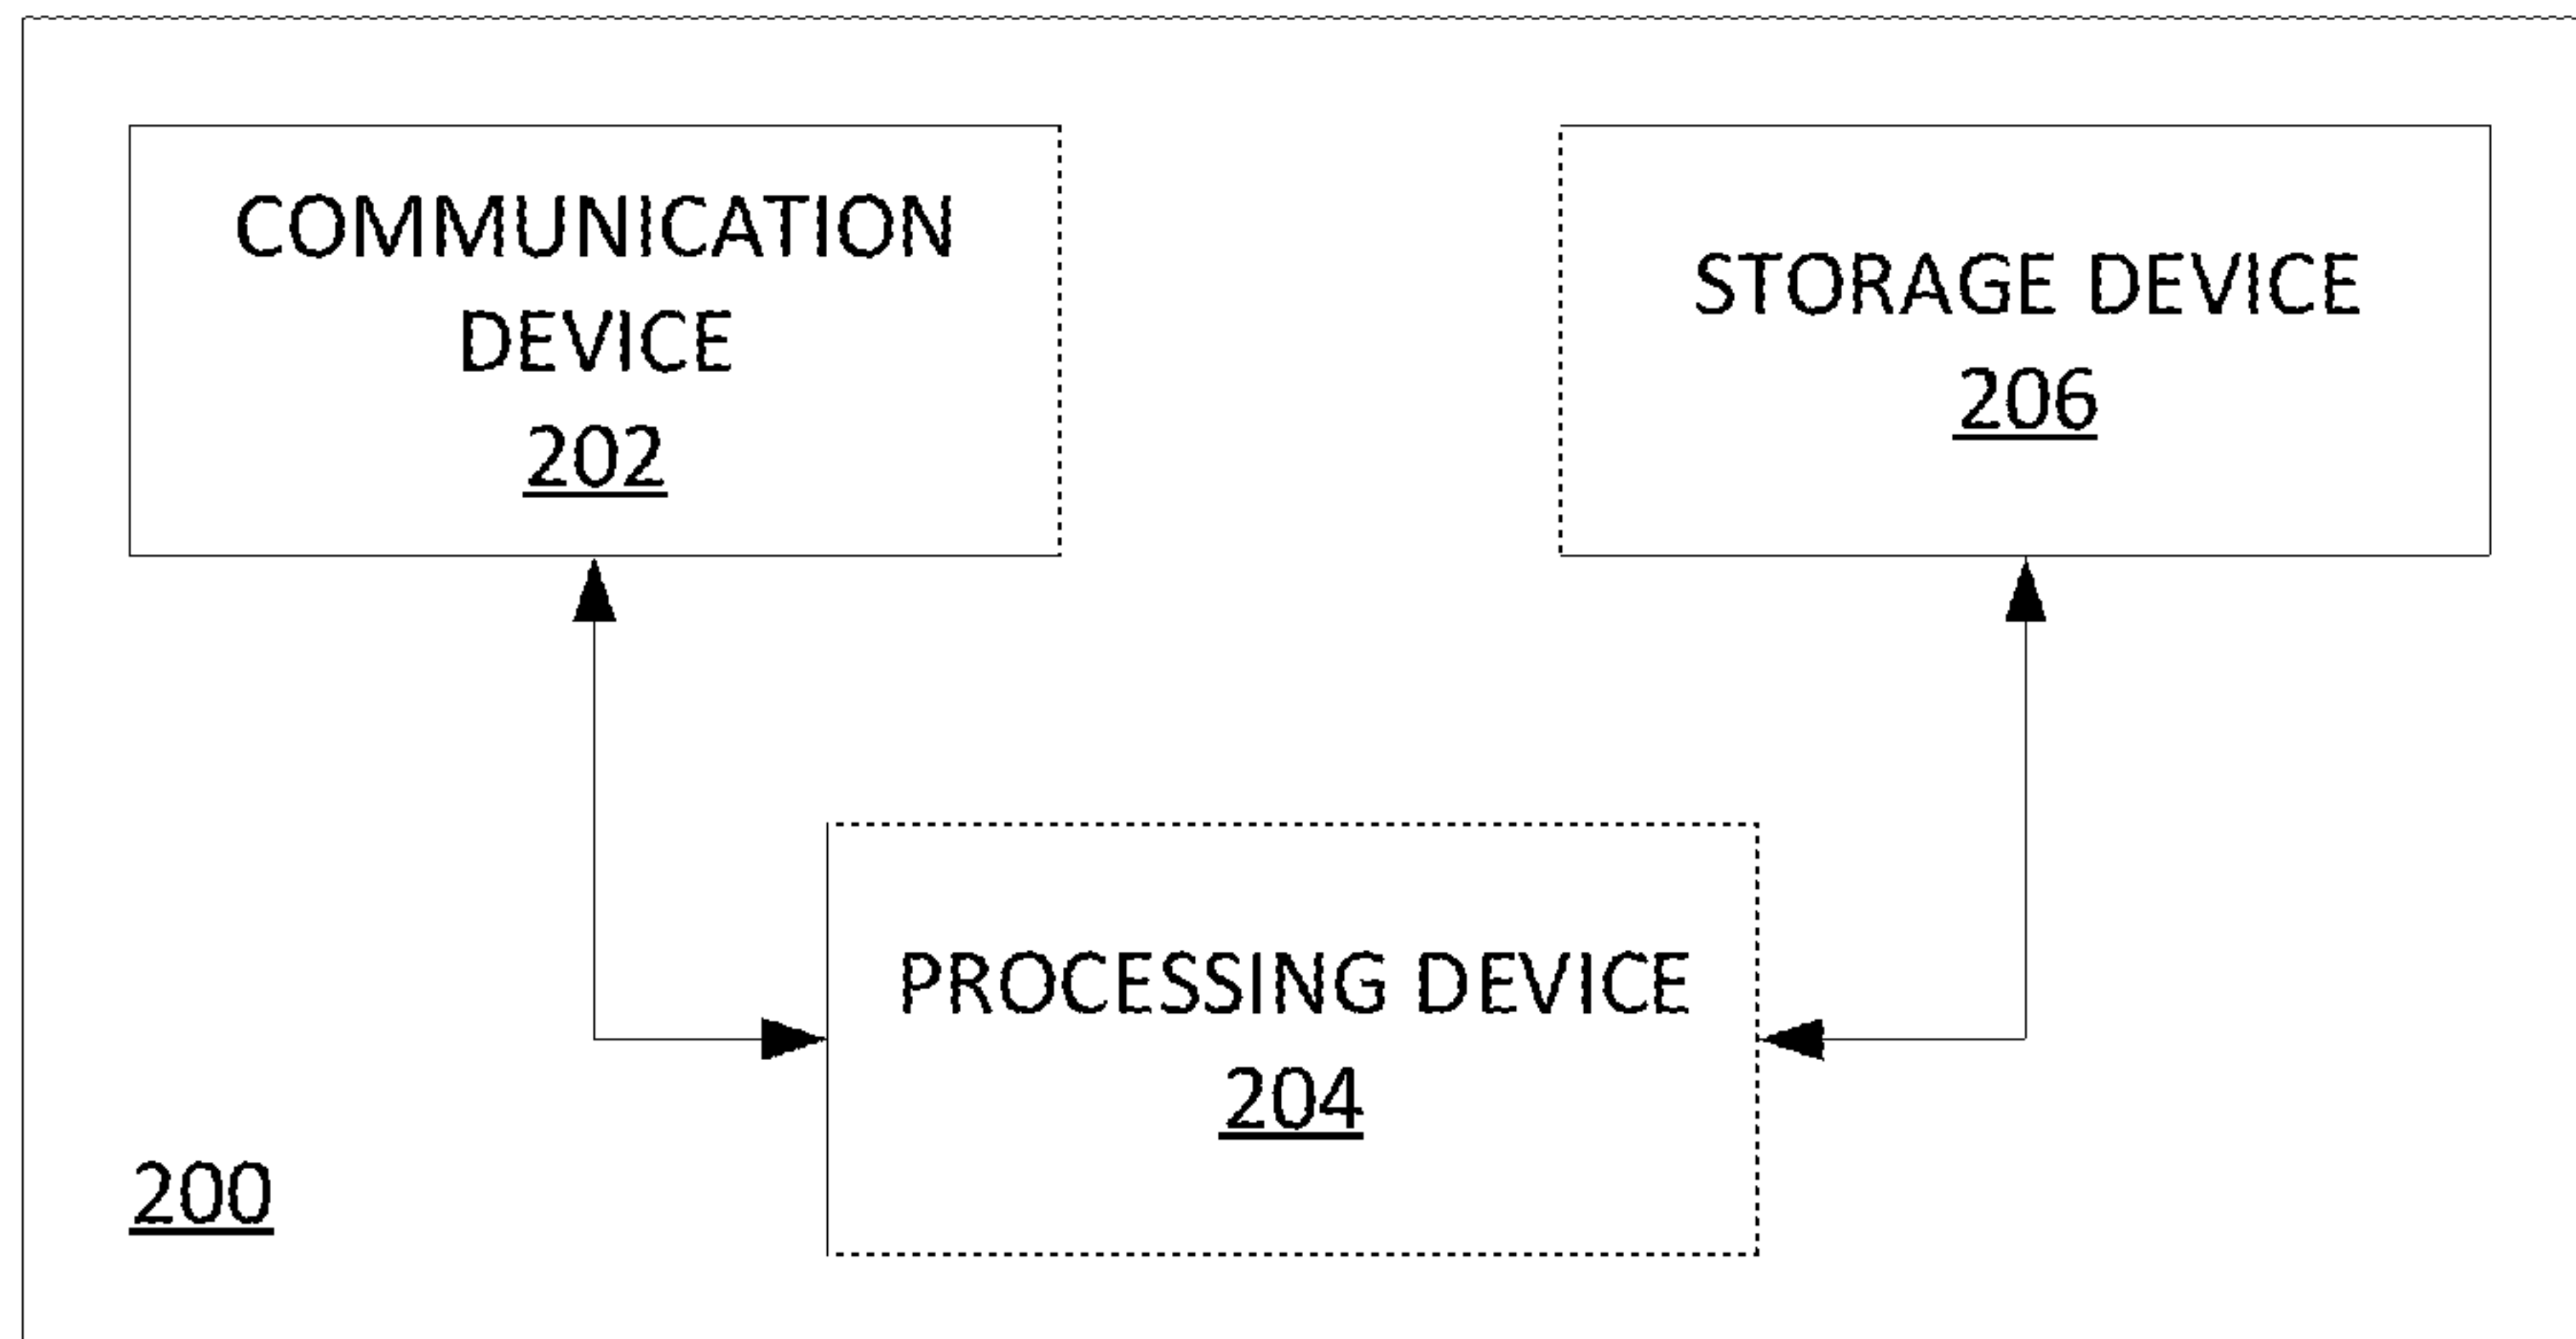 COMMUNICATION
DEVICE
202
STORAGE DEVICE
206
PROCESSING DEVICE
204
200